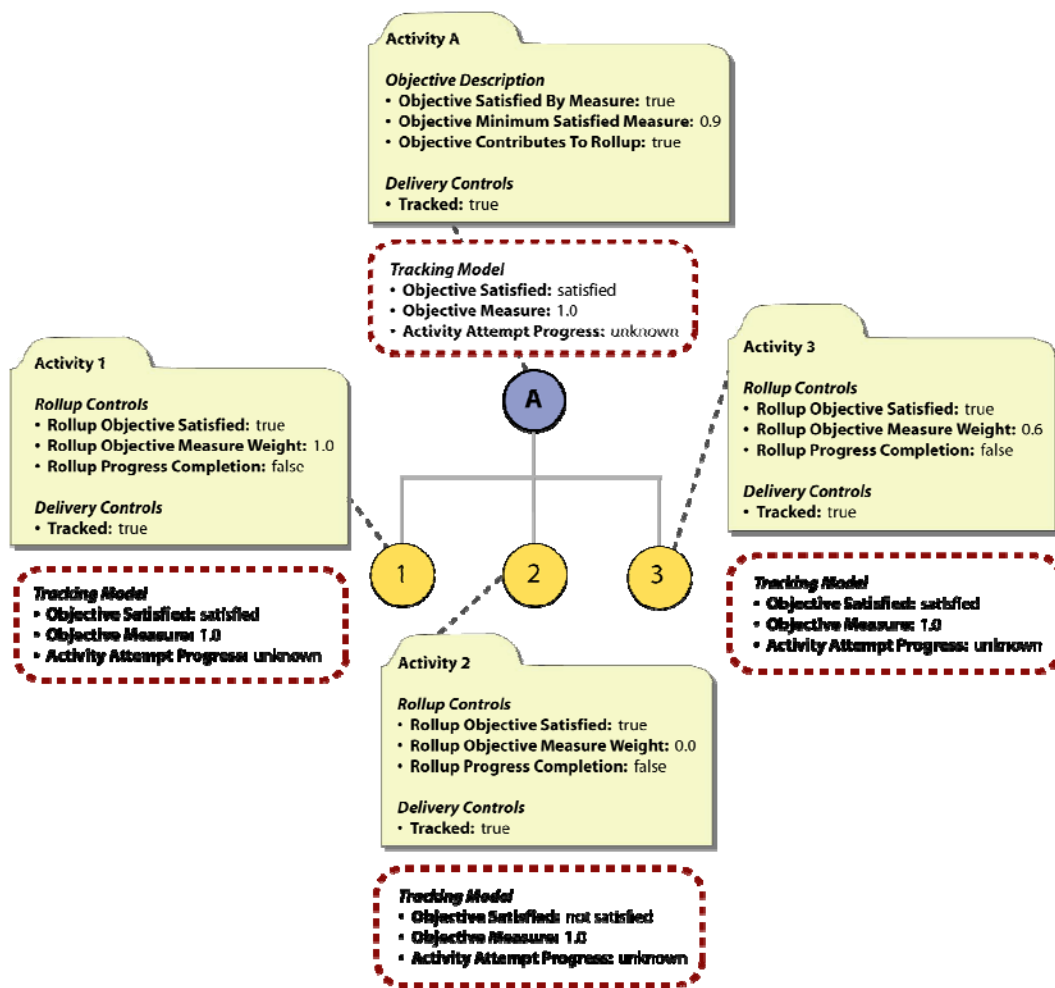 Activity A
Objective Description
• Objective Satisfied By Measure: true
• Objective Minimum Satisfied Measure: 0.9
• Objective Contributes To Rollup: true
Delivery Controls
• Tracked: true
Tracking Model
• Objective Satisfied: satisfied
• Objective Measure: 1.0
• Activity Attempt Progress: unknown
Activity 1
Rollup Controls
• Rollup Objective Satisfied: true
• Rollup Objective Measure Weight: 1.0
• Rollup Progress Completion: false
Delivery Controls
• Tracked: true
Tracking Model
• Objective Satisfied: satisfied
• Objective Measure: 1.0
• Activity Attempt Progress: unknown
A
1
2
3
Activity 3
Rollup Controls
• Rollup Objective Satisfied: true
• Rollup Objective Measure Weight: 0.6
• Rollup Progress Completion: false
Delivery Controls
• Tracked: true
Tracking Model
• Objective Satisfied: satisfied
• Objective Measure: 1.0
• Activity Attempt Progress: unknown
Activity 2
Rollup Controls
• Rollup Objective Satisfied: true
• Rollup Objective Measure Weight: 0.0
• Rollup Progress Completion: false
Delivery Controls
• Tracked: true
Tracking Model
• Objective Satisfied: not satisfied
• Objective Measure: 1.0
• Activity Attempt Progress: unknown